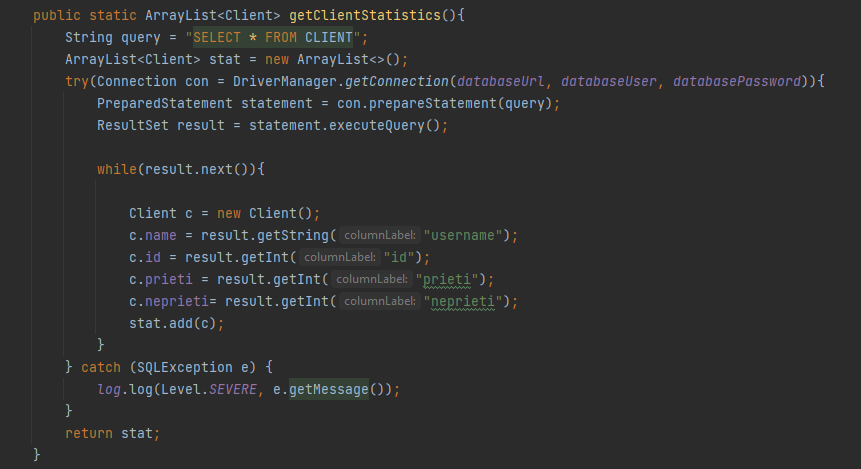 public static ArrayList<Client> getClientStatistics(){
String query = "SELECT * FROM CLIENT";
ArrayList<Client> stat = new ArrayList<>();
try(Connection con = DriverManager.getConnection(databaseUrl, databaseUser, databasePassword)){
PreparedStatement statement = con.prepareStatement(query);
ResultSet result = statement.executeQuery();
while(result.next()){
Client c = new Client();
c.name = result.getString( columnLabel: "username");
c.id = result.getInt( columnLabel: "id");
c.prieti = result.getInt( columnLabel: "prieti");
c.neprieti= result.getInt( columnLabel: "neprieti");
stat.add(c);
}
} catch (SQLException e) {
log.log(Level.SEVERE, e.getMessage());
}
return stat;
}